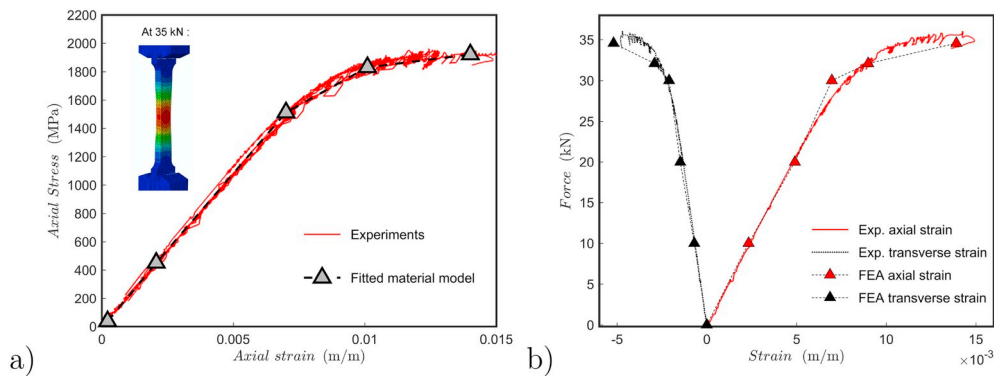 At 35 kN :
2200
2000
1800
1600
1400
1200
1000
800
600
400
200
0
Axial Stress (MPa)
Experiments
Fitted material model
0 0.005 0.01 0.015
Axial strain (m/m)
a)
35
30
25
20
15
10
5
0
Force (kN)
Exp. axial strain
Exp. transverse strain
FEA axial strain
FEA transverse strain
-5 0 5 10 15
Strain (m/m)
×10⁻³
b)